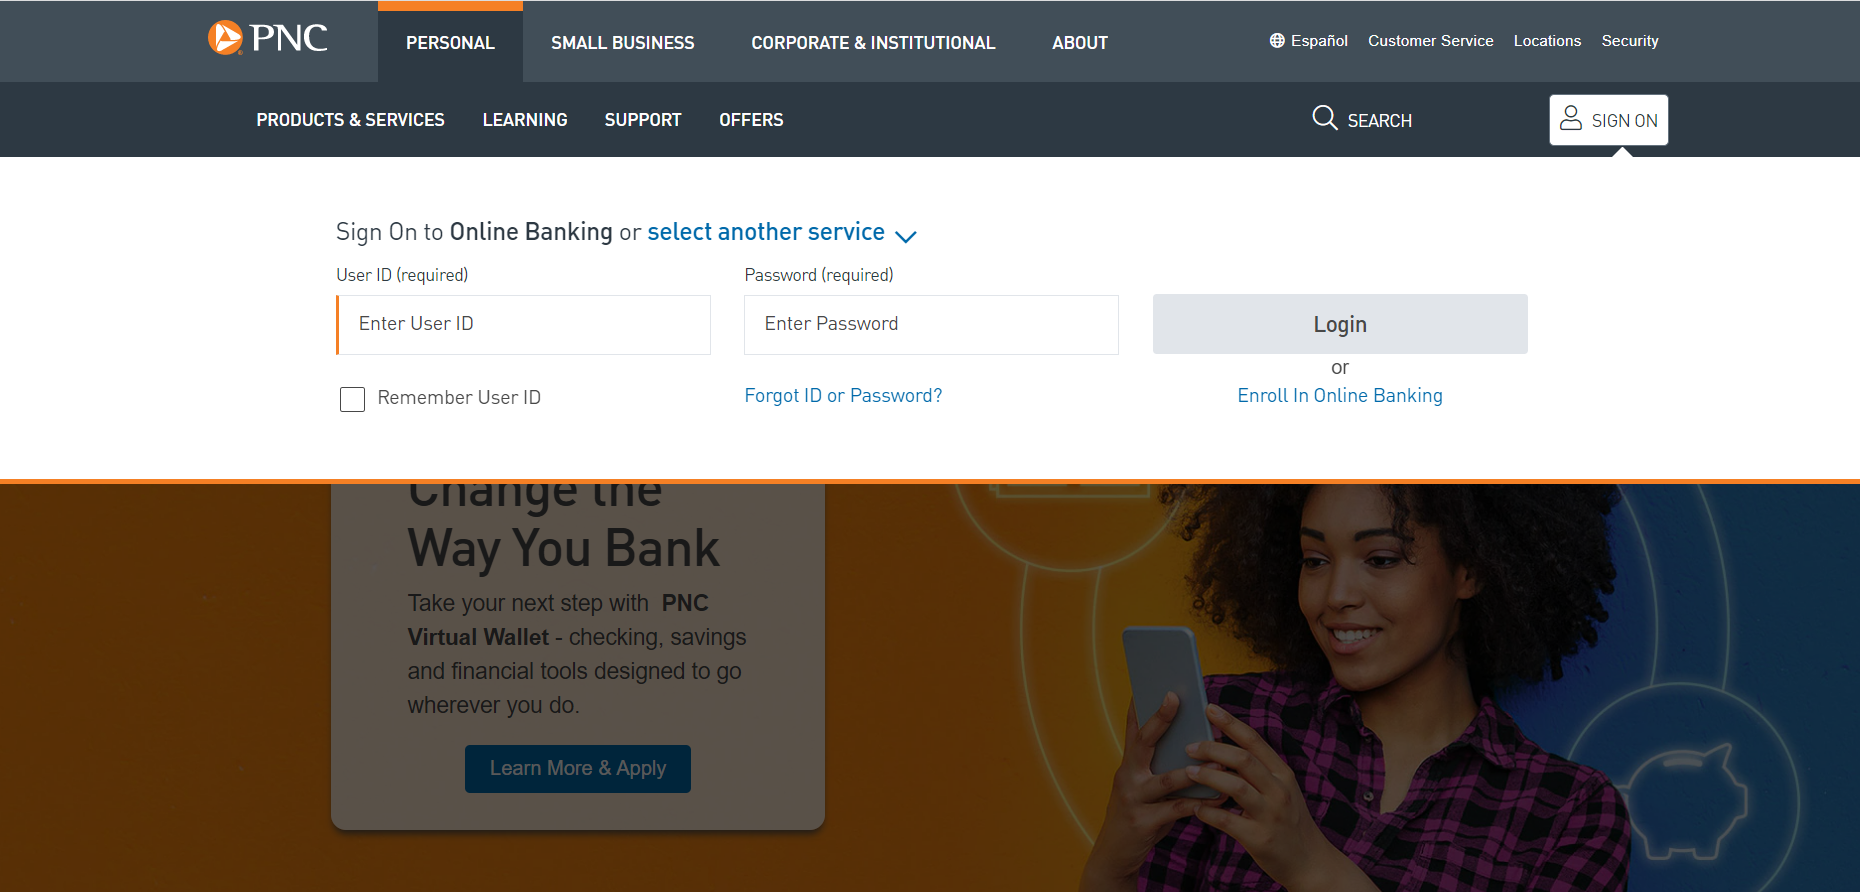 PNC
PERSONAL
SMALL BUSINESS
CORPORATE & INSTITUTIONAL
ABOUT
Español
Customer Service
Locations
Security
PRODUCTS & SERVICES
LEARNING
SUPPORT
OFFERS
SEARCH
SIGN ON
Sign On to Online Banking or select another service
User ID (required)
Password (required)
Enter User ID
Enter Password
Login
or
Remember User ID
Forgot ID or Password?
Enroll In Online Banking
Change the
Way You Bank
Take your next step with PNC
Virtual Wallet - checking, savings
and financial tools designed to go
wherever you do.
Learn More & Apply